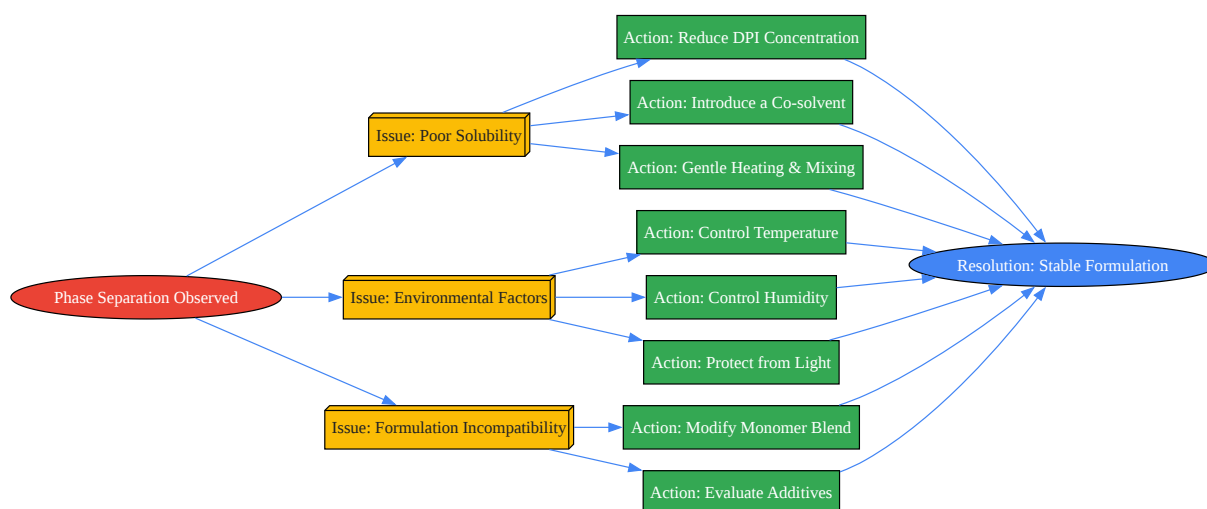 Phase Separation Observed
Issue: Poor Solubility
Action: Reduce DPI Concentration
Action: Introduce a Co-solvent
Action: Gentle Heating & Mixing
Issue: Environmental Factors
Action: Control Temperature
Action: Control Humidity
Action: Protect from Light
Issue: Formulation Incompatibility
Action: Modify Monomer Blend
Action: Evaluate Additives
Resolution: Stable Formulation